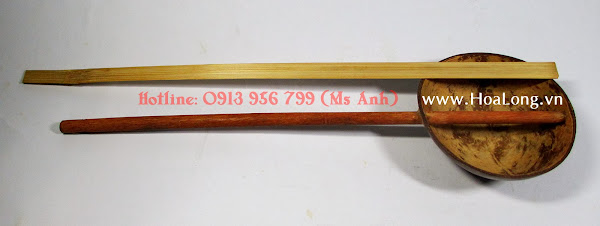 Hotline: 0913 956 799 (Ms Anh)
www.HoaLong.vn